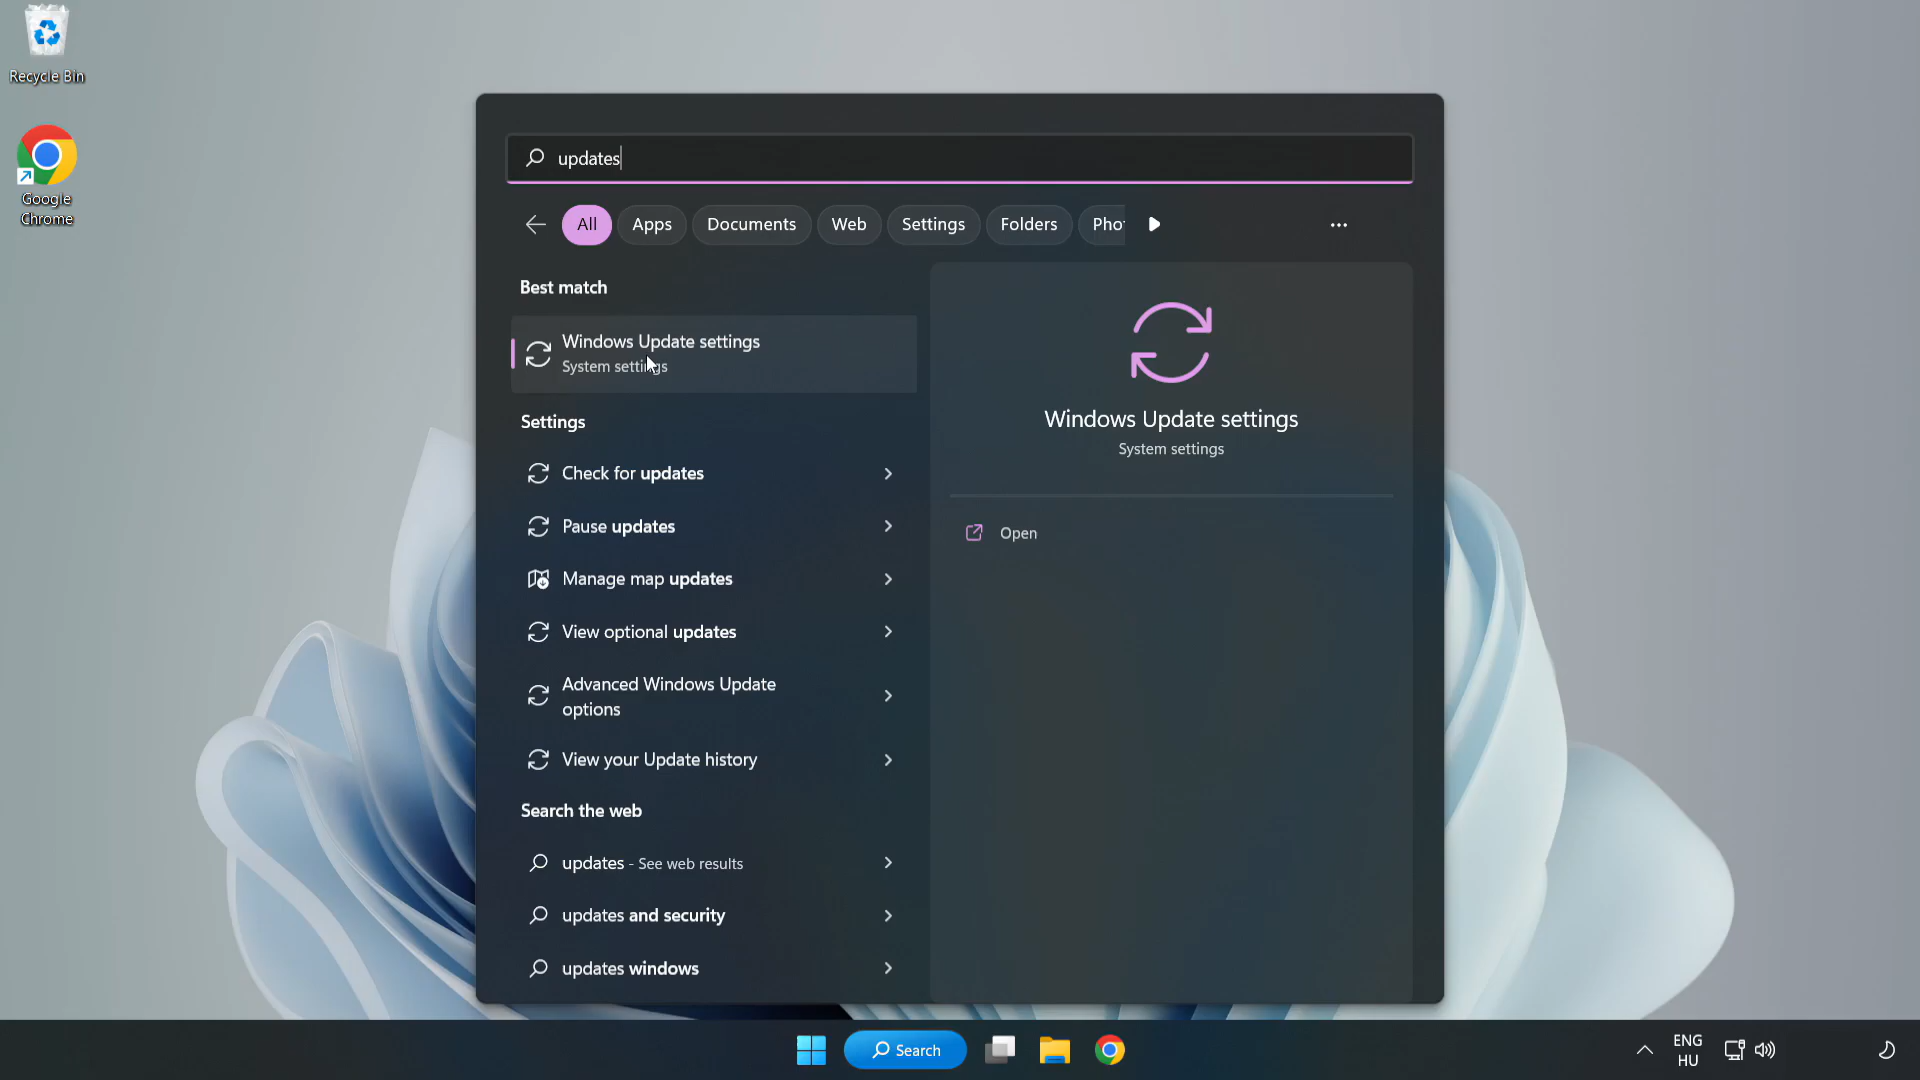 Recycle Bin
Google
Chrome
updates
All
Apps
Documents
Web
Settings
Folders
Phot
Best match
Windows Update settings
System settings
Settings
Check for updates
Pause updates
Manage map updates
View optional updates
Advanced Windows Update
options
View your Update history
Search the web
updates - See web results
updates and security
updates windows
Windows Update settings
System settings
Open
Search
ENG
HU